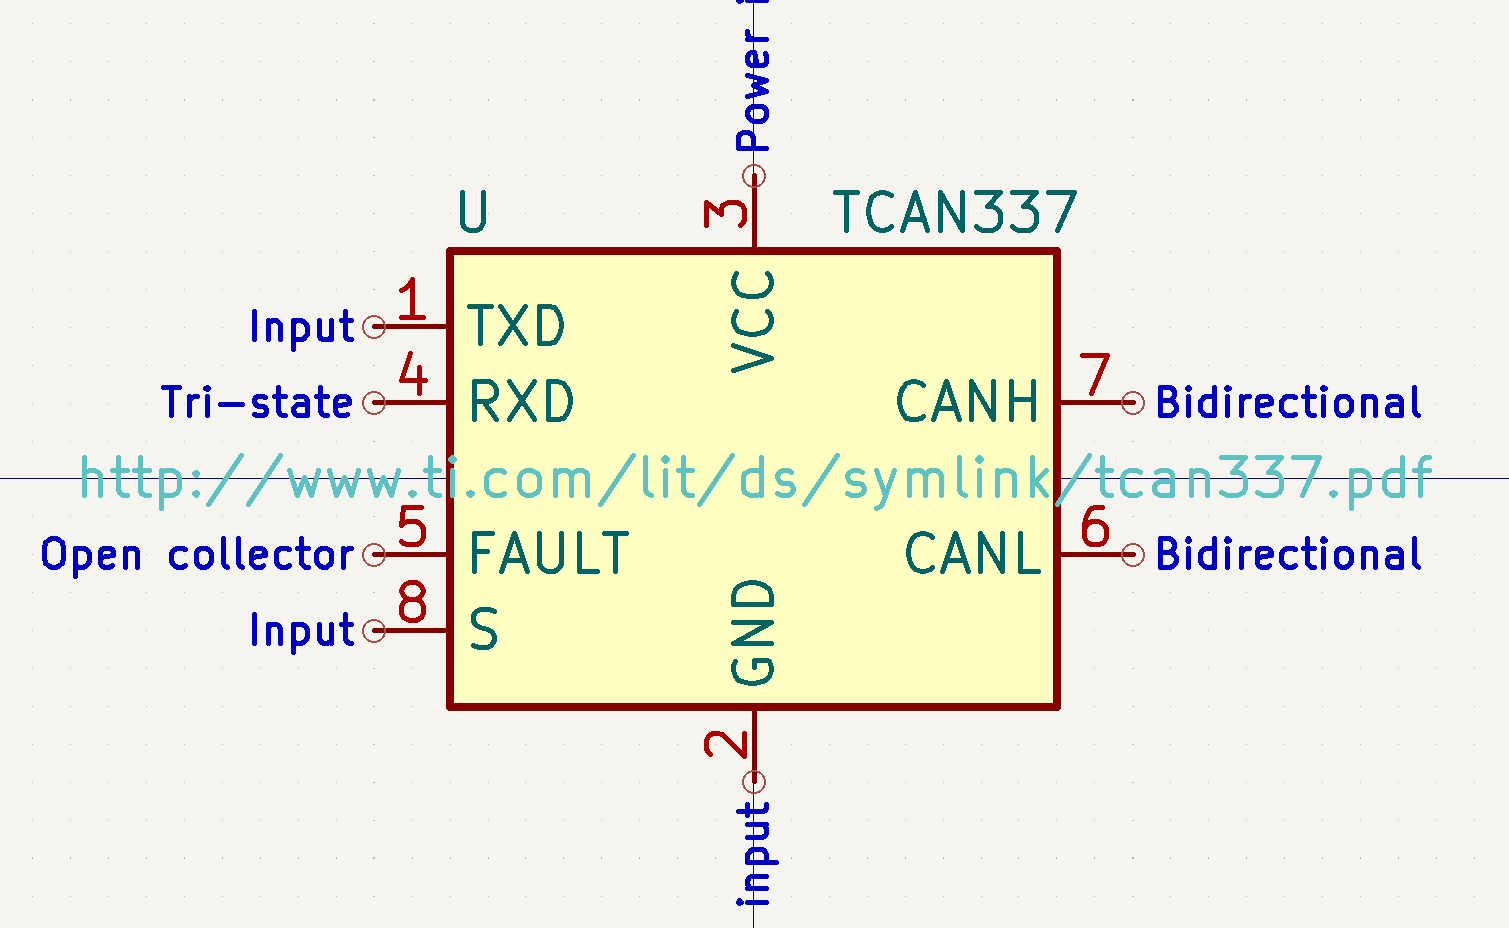 Power i
U
3
TCAN337
VCC
Input
1
TXD
Tri-state
4
RXD
CANH
7
Bidirectional
http://www.ti.com/lit/ds/symlink/tcan337.pdf
Open collector
5
FAULT
CANL
6
Bidirectional
Input
8
S
GND
2
input